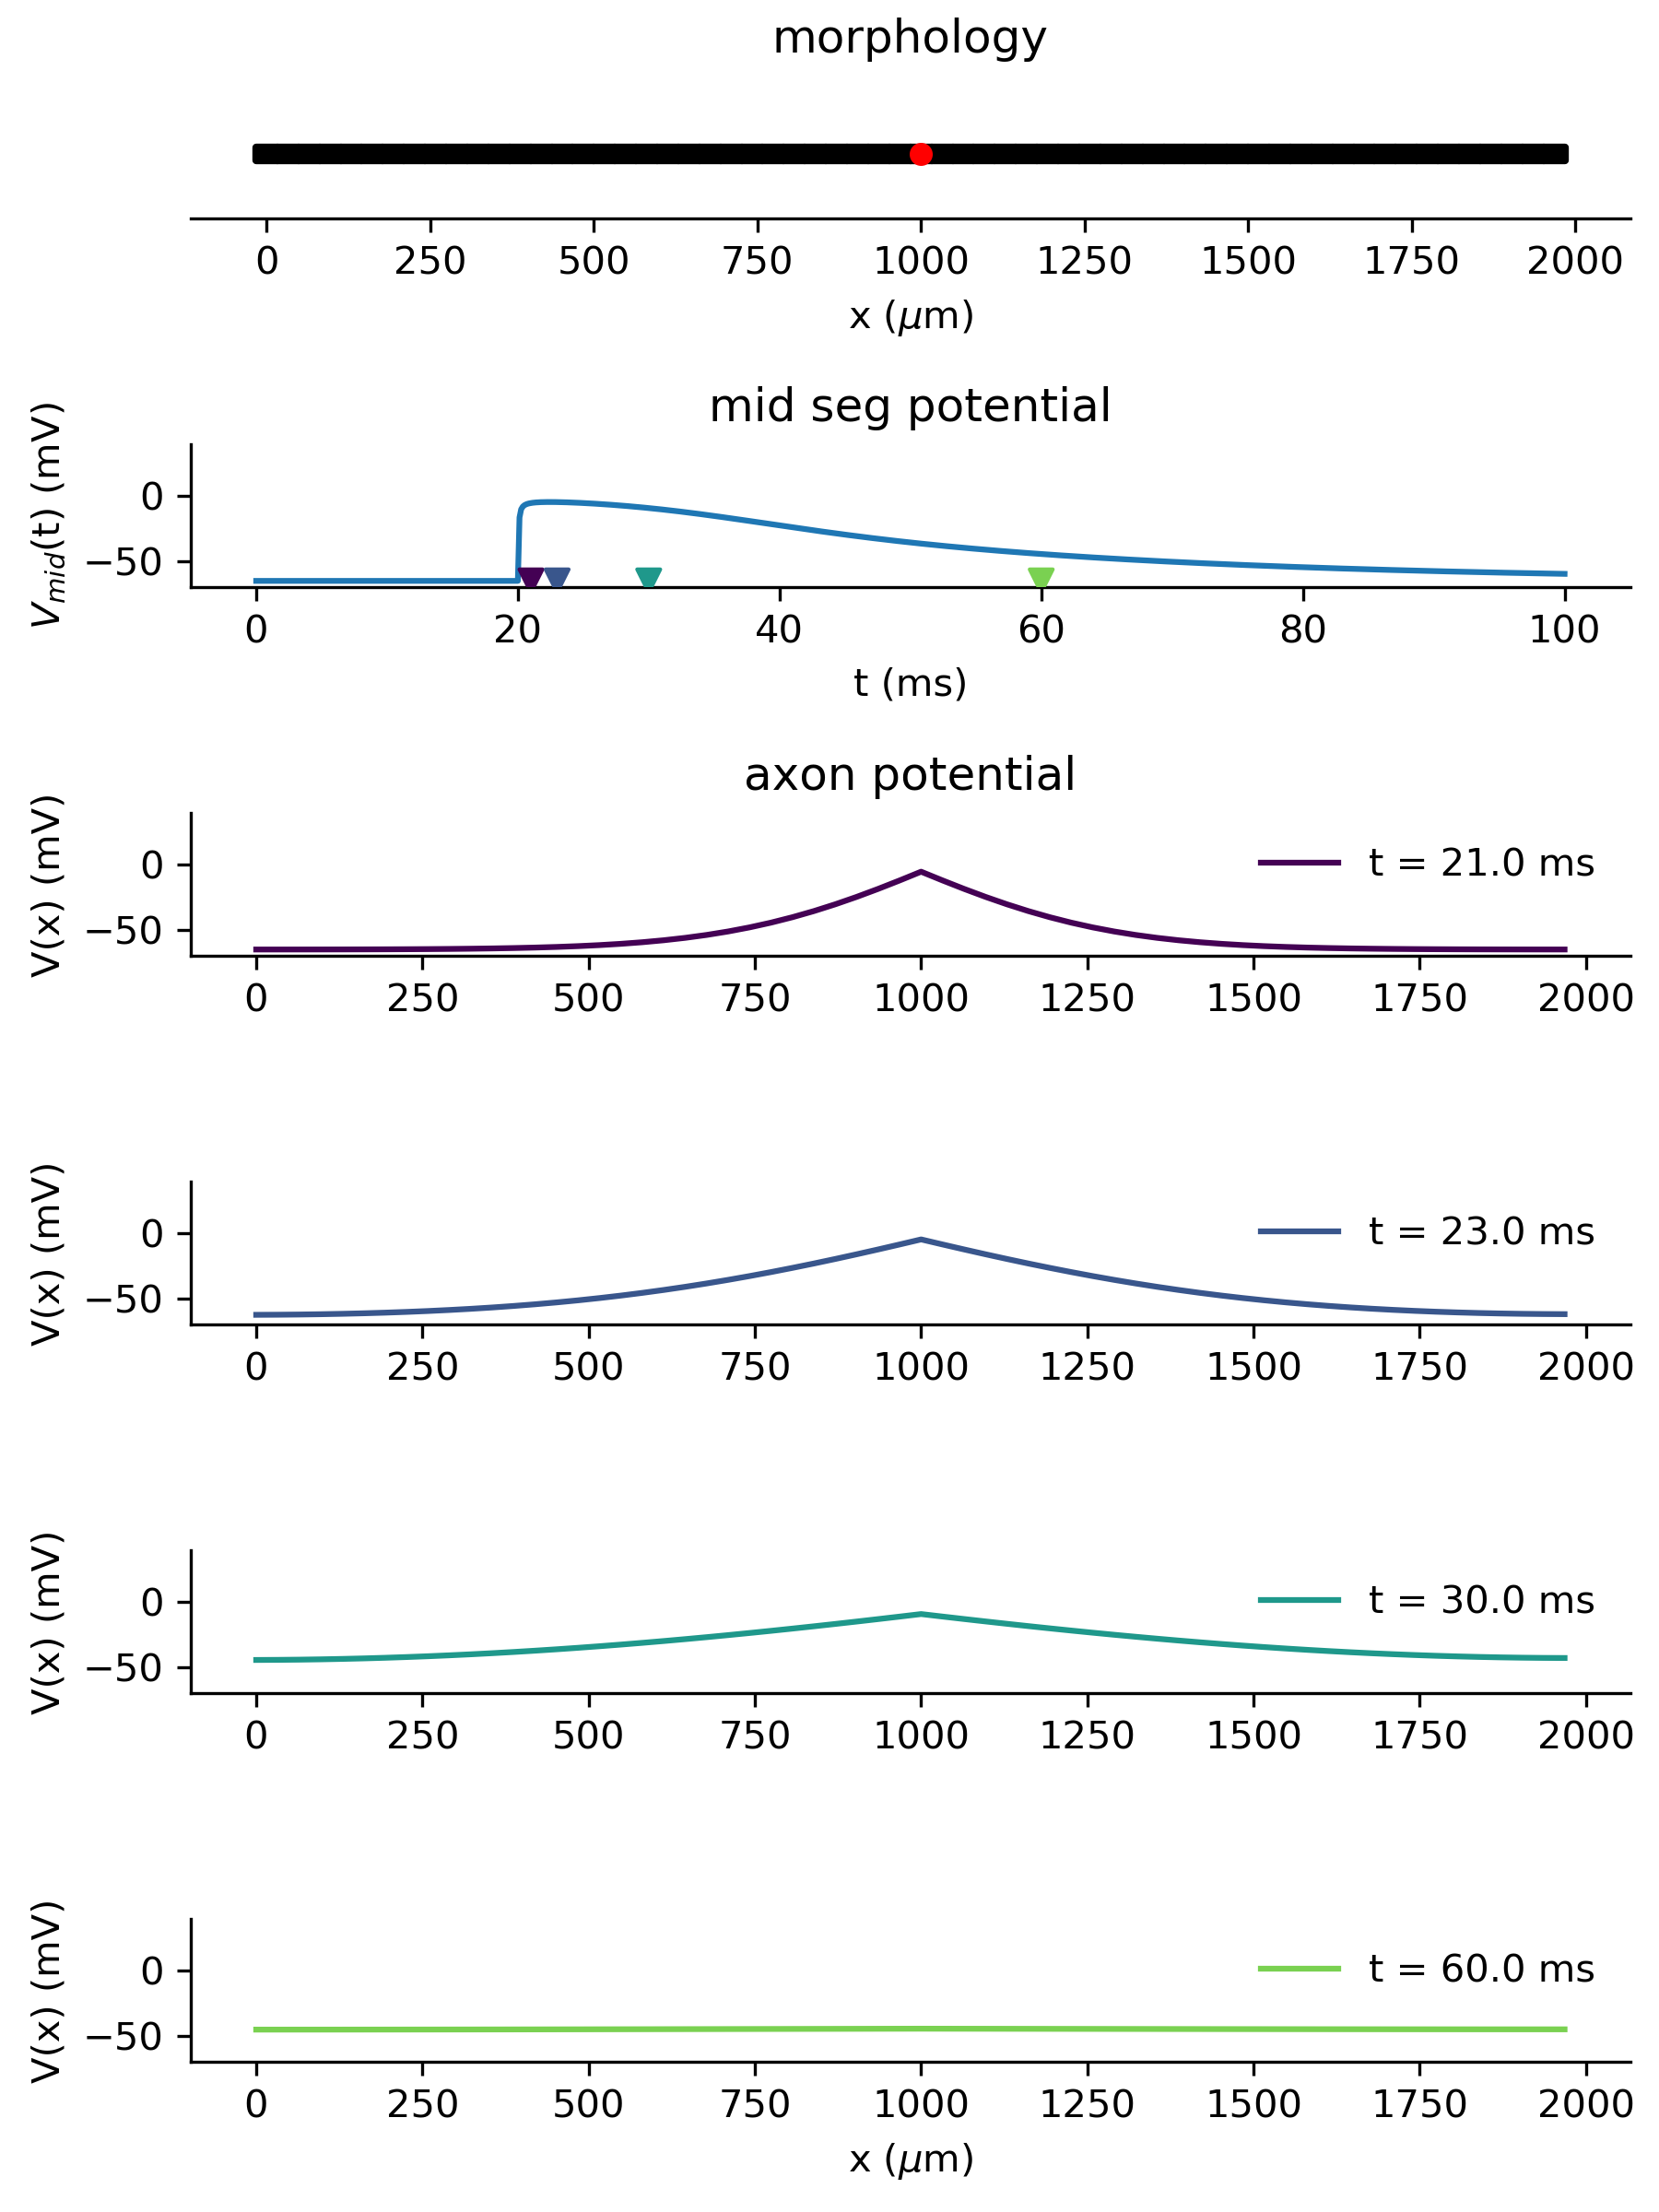 morphology
0 250 500 750 1000 1250 1500 1750 2000
x (μm)
mid seg potential
V_mid(t) (mV)
0
−50
0 20 40 60 80 100
t (ms)
axon potential
V(x) (mV)
0
−50
t = 21.0 ms
0 250 500 750 1000 1250 1500 1750 2000
V(x) (mV)
0
−50
t = 23.0 ms
0 250 500 750 1000 1250 1500 1750 2000
V(x) (mV)
0
−50
t = 30.0 ms
0 250 500 750 1000 1250 1500 1750 2000
V(x) (mV)
0
−50
t = 60.0 ms
0 250 500 750 1000 1250 1500 1750 2000
x (μm)